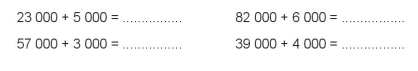 23 000 + 5 000 = ................ 82 000 + 6 000 = .................
57 000 + 3 000 = ................ 39 000 + 4 000 = .................